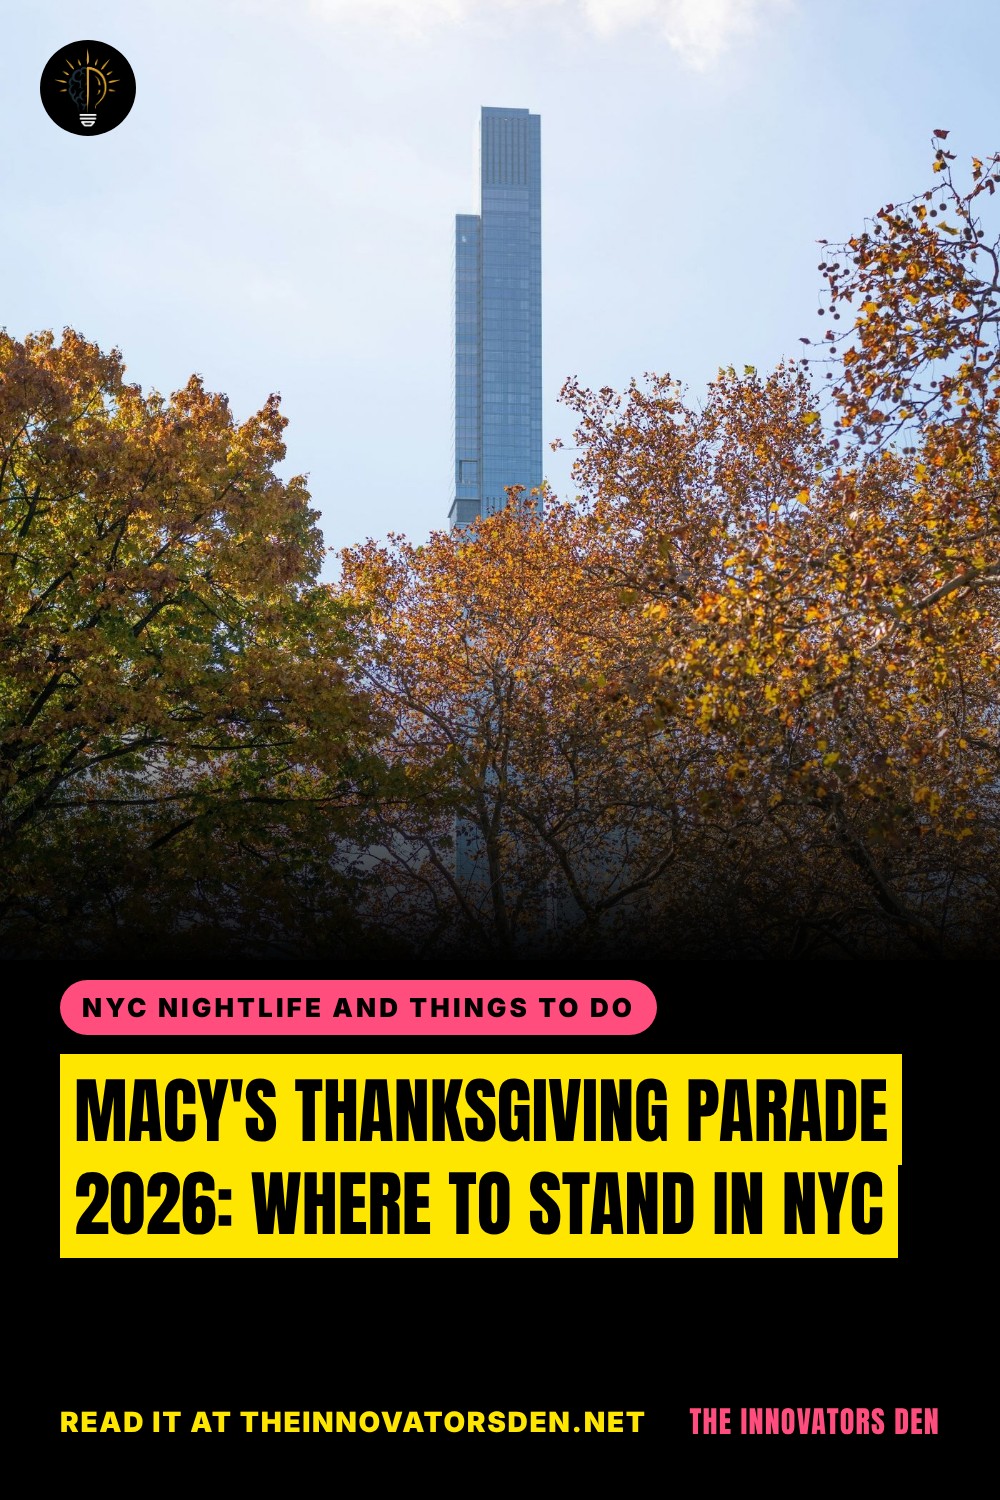 NYC NIGHTLIFE AND THINGS TO DO
MACY'S THANKSGIVING PARADE
2026: WHERE TO STAND IN NYC
READ IT AT THEINNOVATORSDEN.NET
THE INNOVATORS DEN